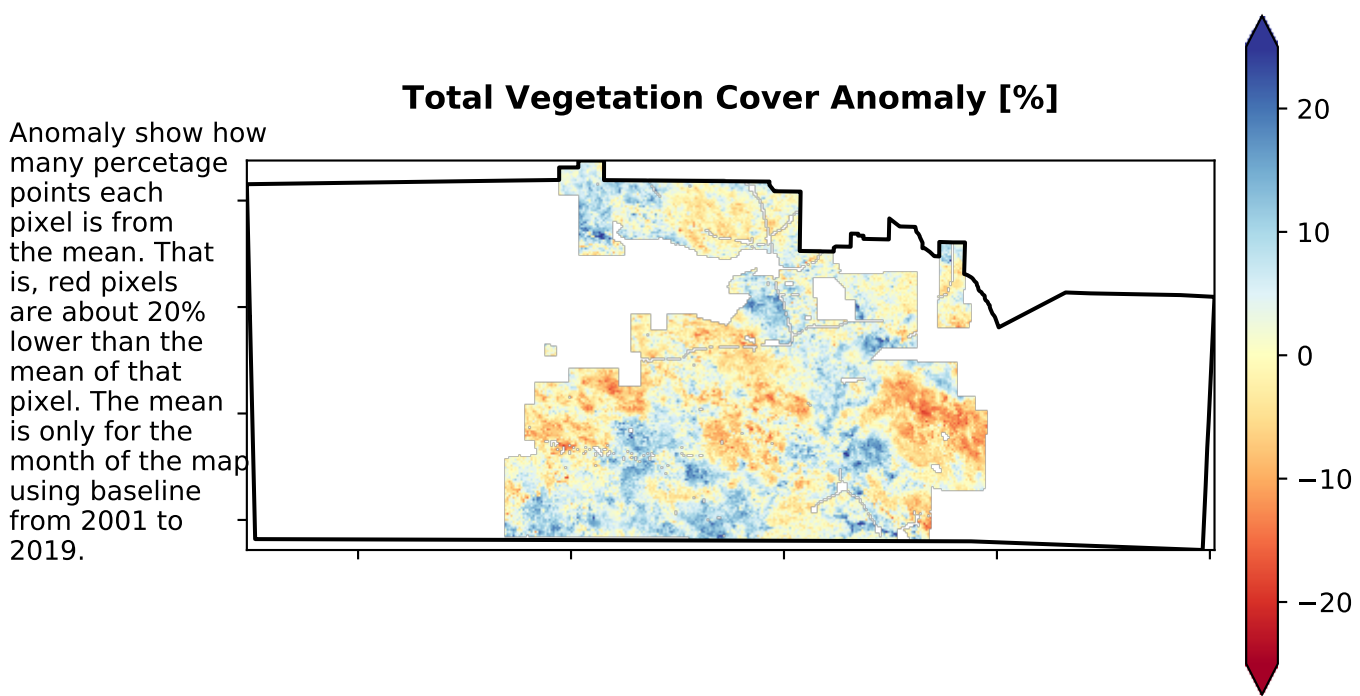 Total Vegetation Cover Anomaly [%]
Anomaly show how
many percetage
points each
pixel is from
the mean. That
is, red pixels
are about 20%
lower than the
mean of that
pixel. The mean
is only for the
month of the map
using baseline
from 2001 to
2019.
20
10
0
−10
−20